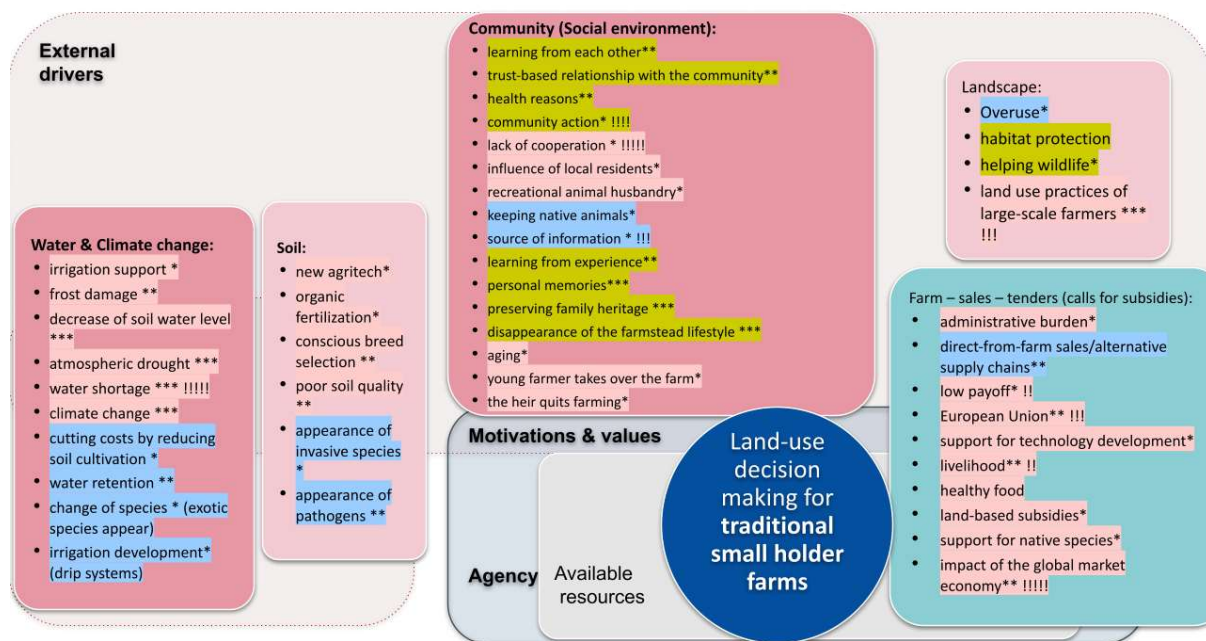 External
drivers
Community (Social environment):
• learning from each other**
• trust-based relationship with the community**
• health reasons**
• community action* !!!!
• lack of cooperation * !!!!!
• influence of local residents*
• recreational animal husbandry*
• keeping native animals*
• source of information * !!!
• learning from experience**
• personal memories***
• preserving family heritage ***
• disappearance of the farmstead lifestyle ***
• aging*
• young farmer takes over the farm*
• the heir quits farming*
Landscape:
• Overuse*
• habitat protection
• helping wildlife*
• land use practices of
large-scale farmers ***
!!!
Water & Climate change:
• irrigation support *
• frost damage **
• decrease of soil water level
***
• atmospheric drought ***
• water shortage *** !!!!!
• climate change ***
• cutting costs by reducing
soil cultivation *
• water retention **
• change of species * (exotic
species appear)
• irrigation development*
(drip systems)
Soil:
• new agritech*
• organic
fertilization*
• conscious breed
selection **
• poor soil quality
**
• appearance of
invasive species
*
• appearance of
pathogens **
Farm – sales – tenders (calls for subsidies):
• administrative burden*
• direct-from-farm sales/alternative
supply chains**
• low payoff* !!
• European Union** !!!
• support for technology development*
• livelihood** !!
• healthy food
• land-based subsidies*
• support for native species*
• impact of the global market
economy** !!!!!
Motivations & values
Agency
Available
resources
Land-use
decision
making for
traditional
small holder
farms